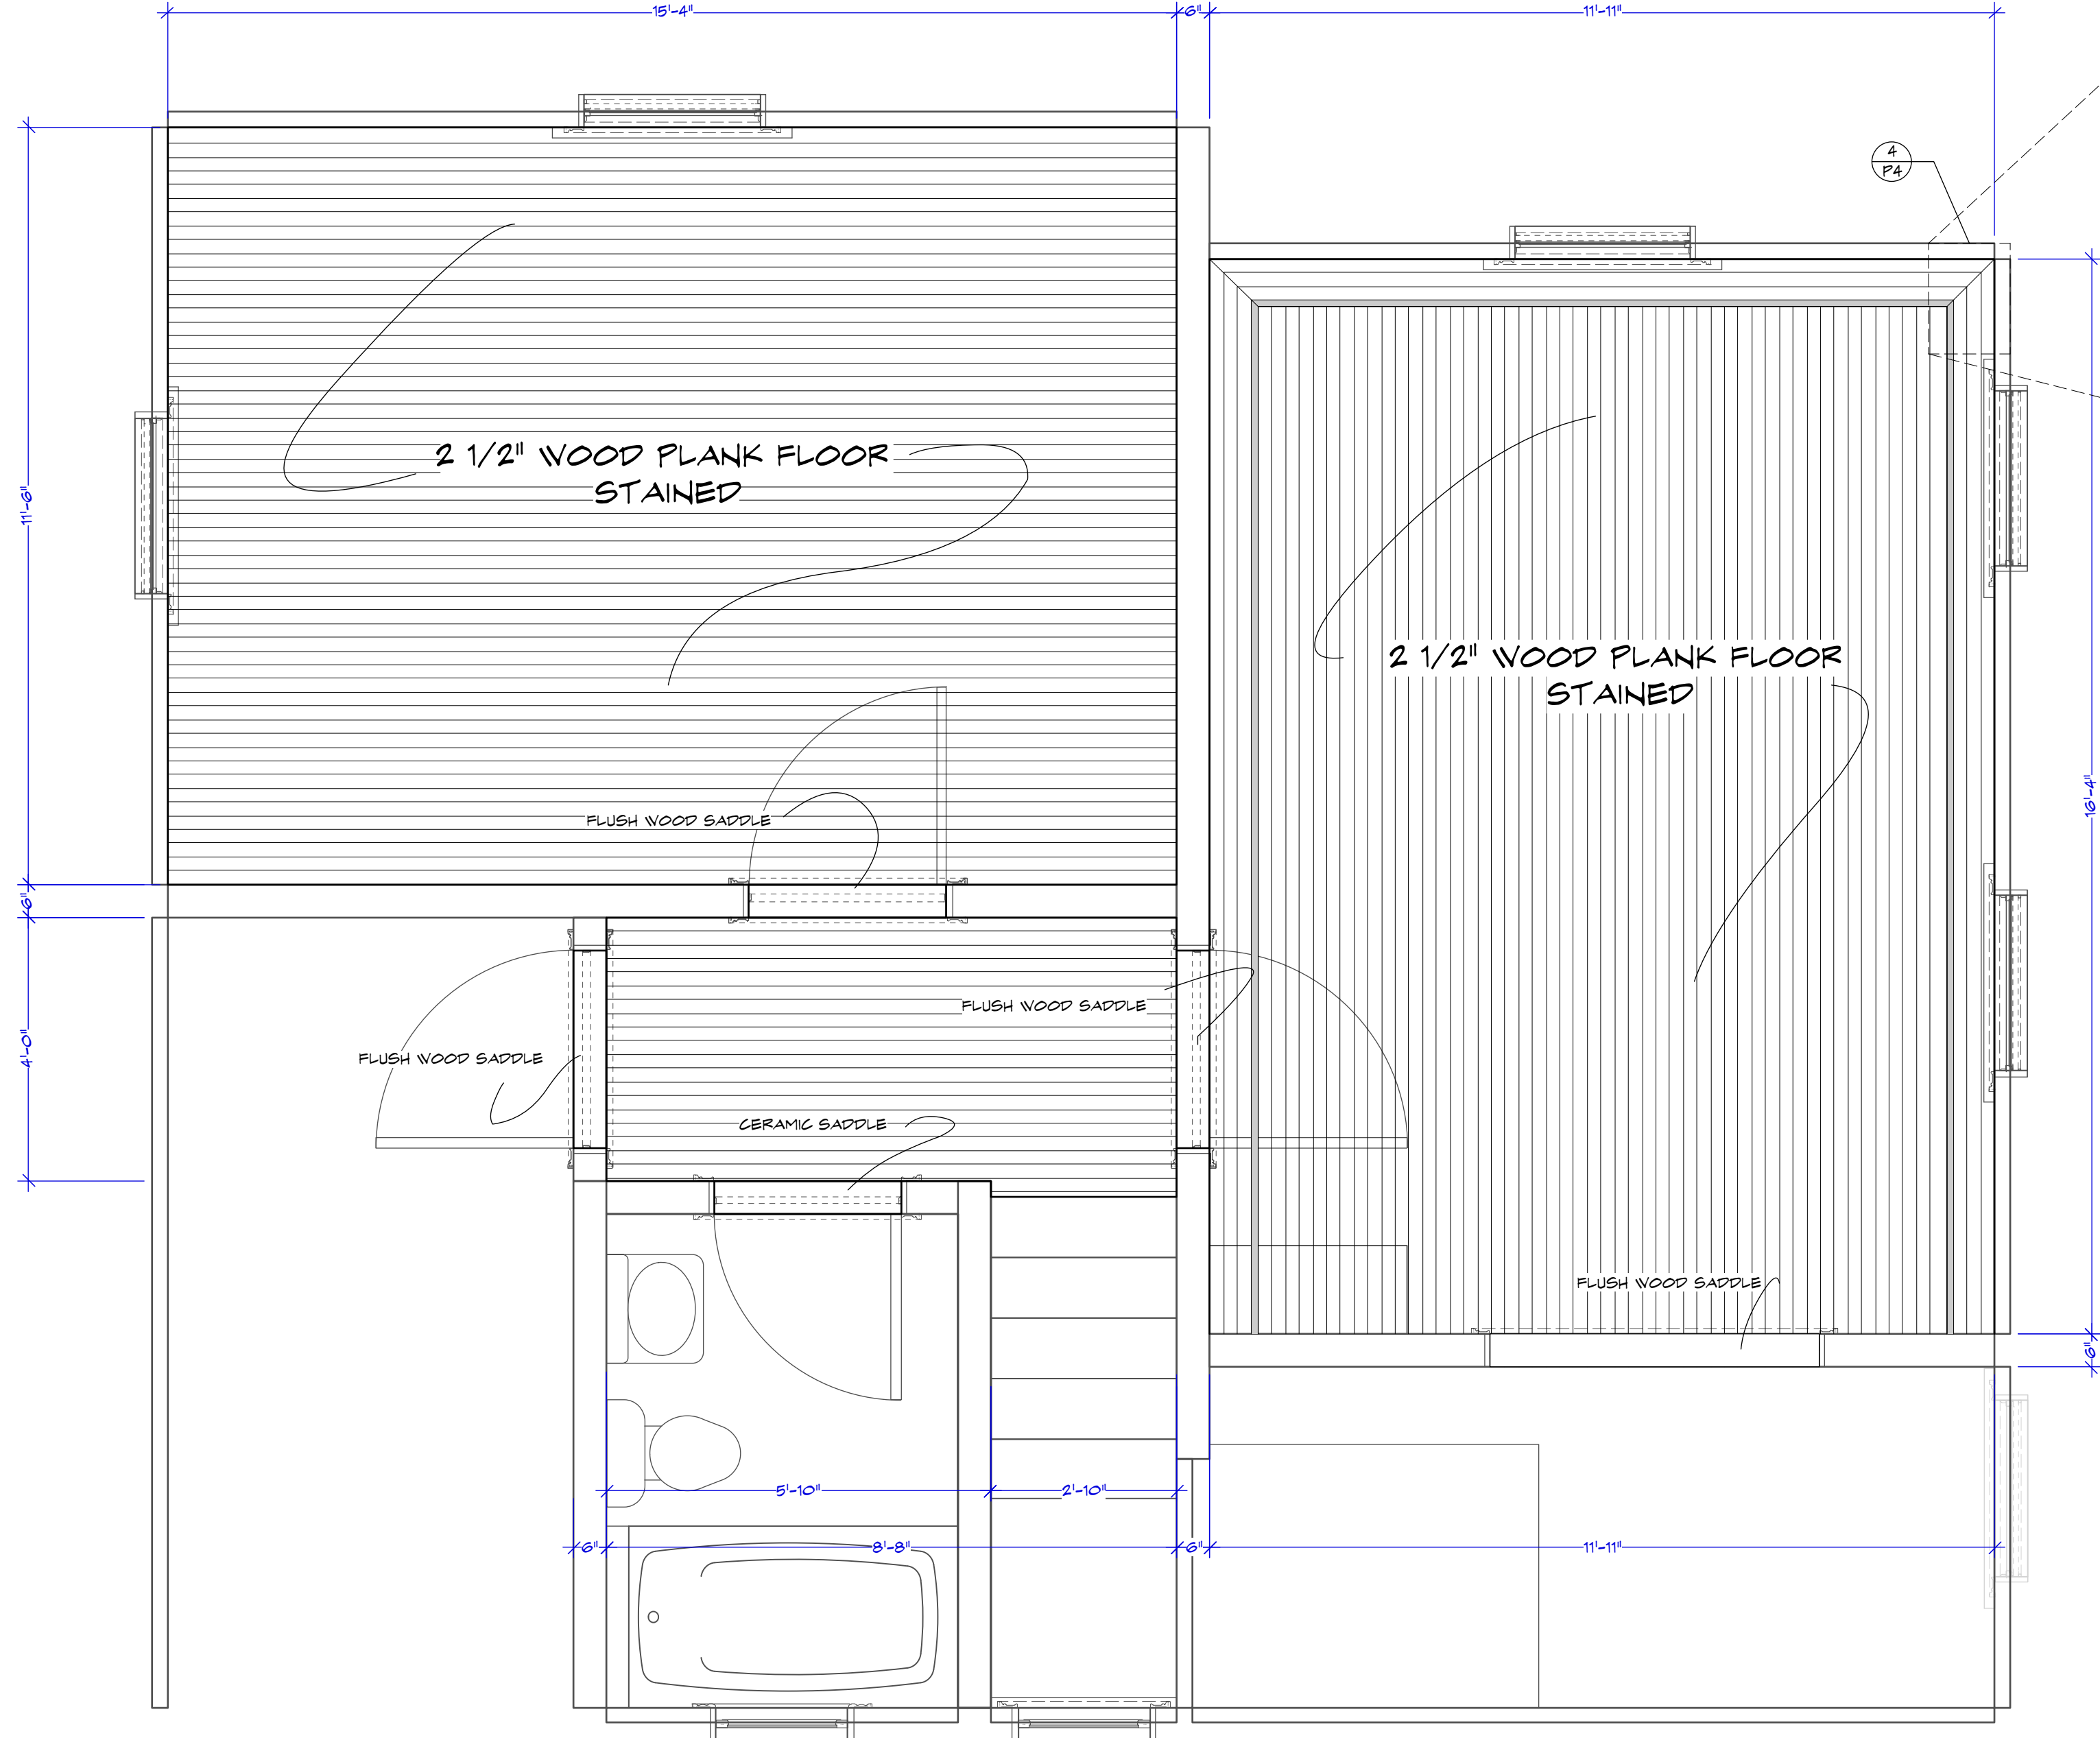 15'-4"
6"
11'-11"
4
P4
2 1/2" WOOD PLANK FLOOR
STAINED
11'-6"
2 1/2" WOOD PLANK FLOOR
STAINED
16'-4"
FLUSH WOOD SADDLE
6"
FLUSH WOOD SADDLE
4'-0"
FLUSH WOOD SADDLE
CERAMIC SADDLE
FLUSH WOOD SADDLE
6"
5'-10"
2'-10"
6"
8'-8"
6"
11'-11"